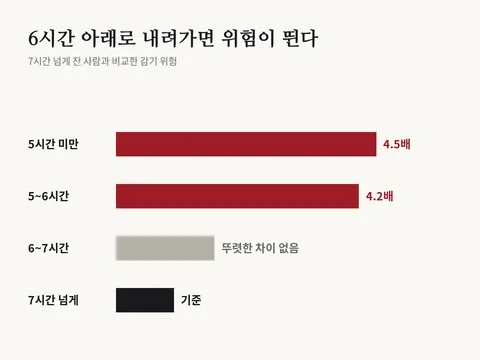 6시간 아래로 내려가면 위험이 뛴다
7시간 넘게 잔 사람과 비교한 감기 위험
5시간 미만 4.5배
5~6시간 4.2배
6~7시간 뚜렷한 차이 없음
7시간 넘게 기준